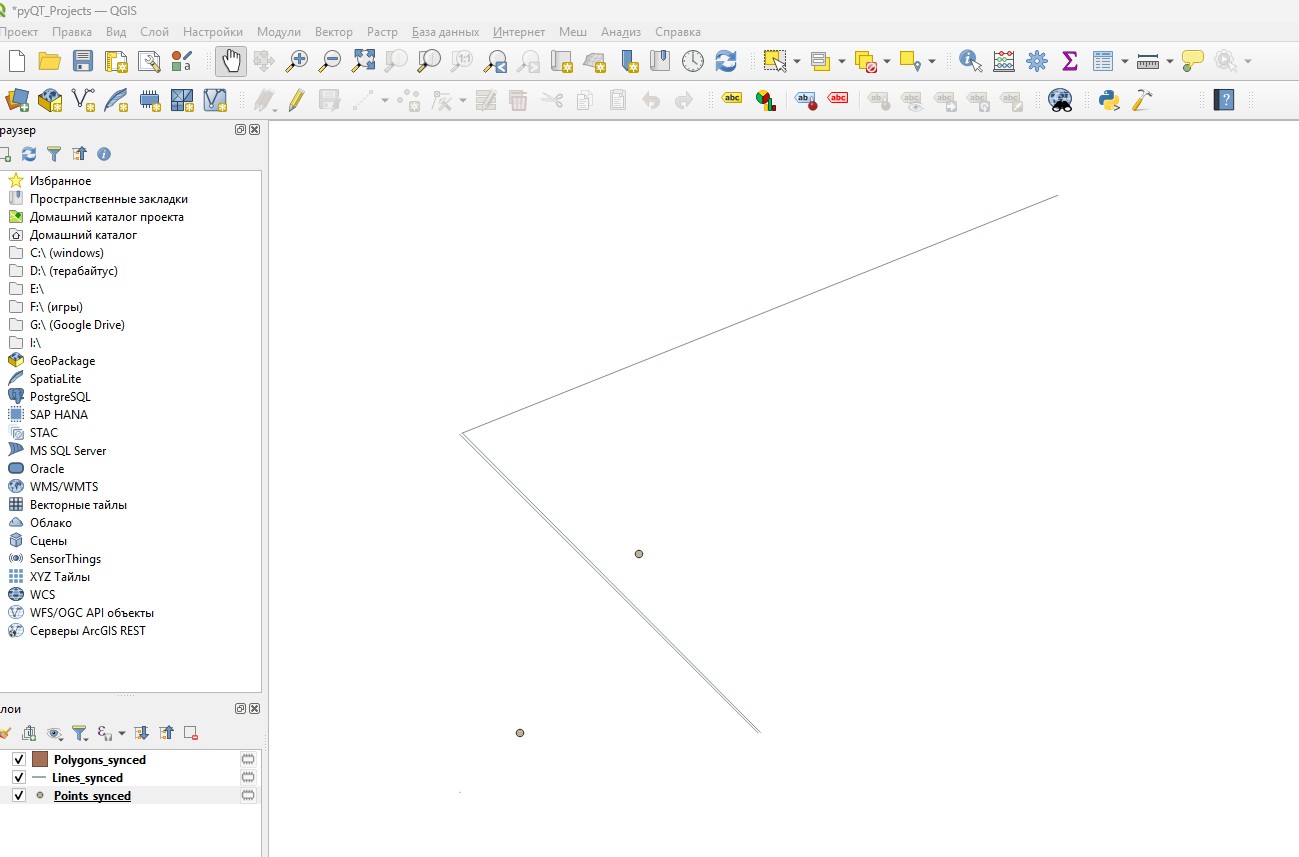 *pyQT_Projects — QGIS
Проект Правка Вид Слой Настройки Модули Вектор Растр База данных Интернет Меш Анализ Справка
abc abc abc
раузер
Избранное
Пространственные закладки
Домашний каталог проекта
Домашний каталог
C:\ (windows)
D:\ (терабайтус)
E:\
F:\ (игры)
G:\ (Google Drive)
I:\
GeoPackage
SpatiaLite
PostgreSQL
SAP HANA
STAC
MS SQL Server
Oracle
WMS/WMTS
Векторные тайлы
Облако
Сцены
SensorThings
XYZ Тайлы
WCS
WFS/OGC API объекты
Серверы ArcGIS REST
лои
Polygons_synced
Lines_synced
Points_synced